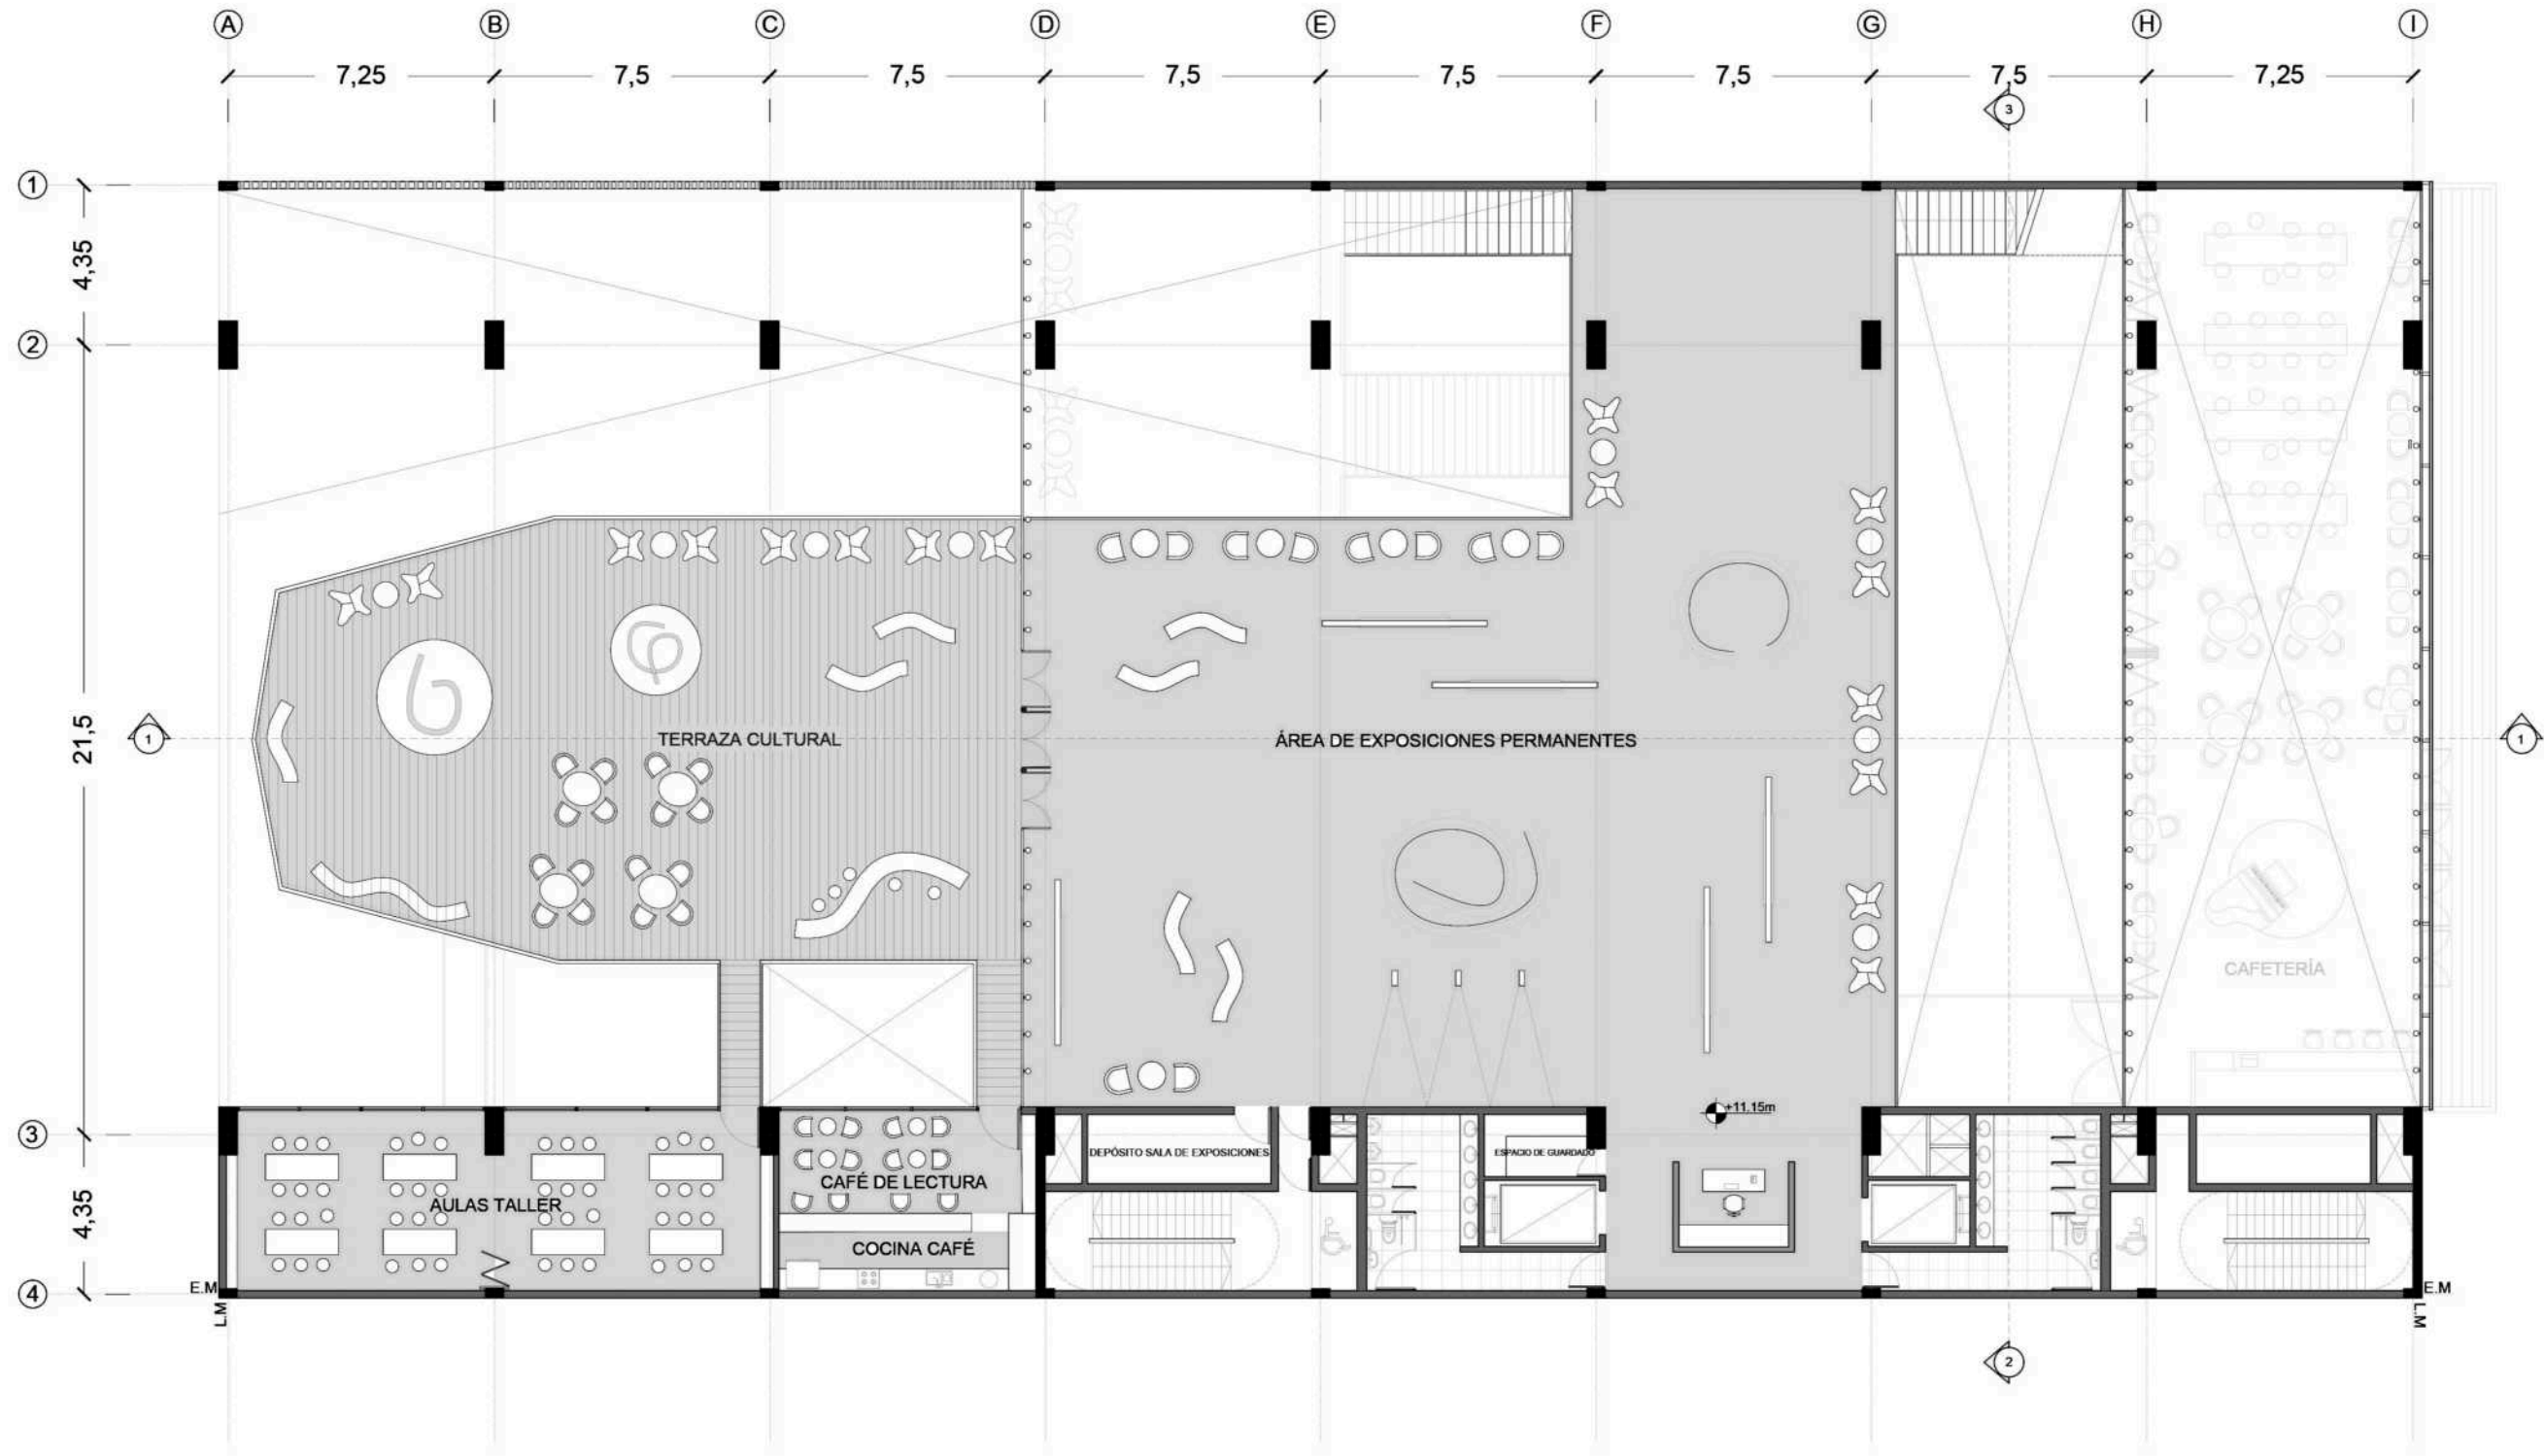 A B C D E F G H I
7,25 7,5 7,5 7,5 7,5 7,5 7,5 7,25
3
1
4,35
2
21,5
1
TERRAZA CULTURAL
ÁREA DE EXPOSICIONES PERMANENTES
1
CAFETERÍA
+11.15m
3
DEPÓSITO SALA DE EXPOSICIONES
ESPACIO DE GUARDADO
CAFÉ DE LECTURA
AULAS TALLER
4,35
COCINA CAFÉ
4
E.M
E.M
L.M
L.M
2